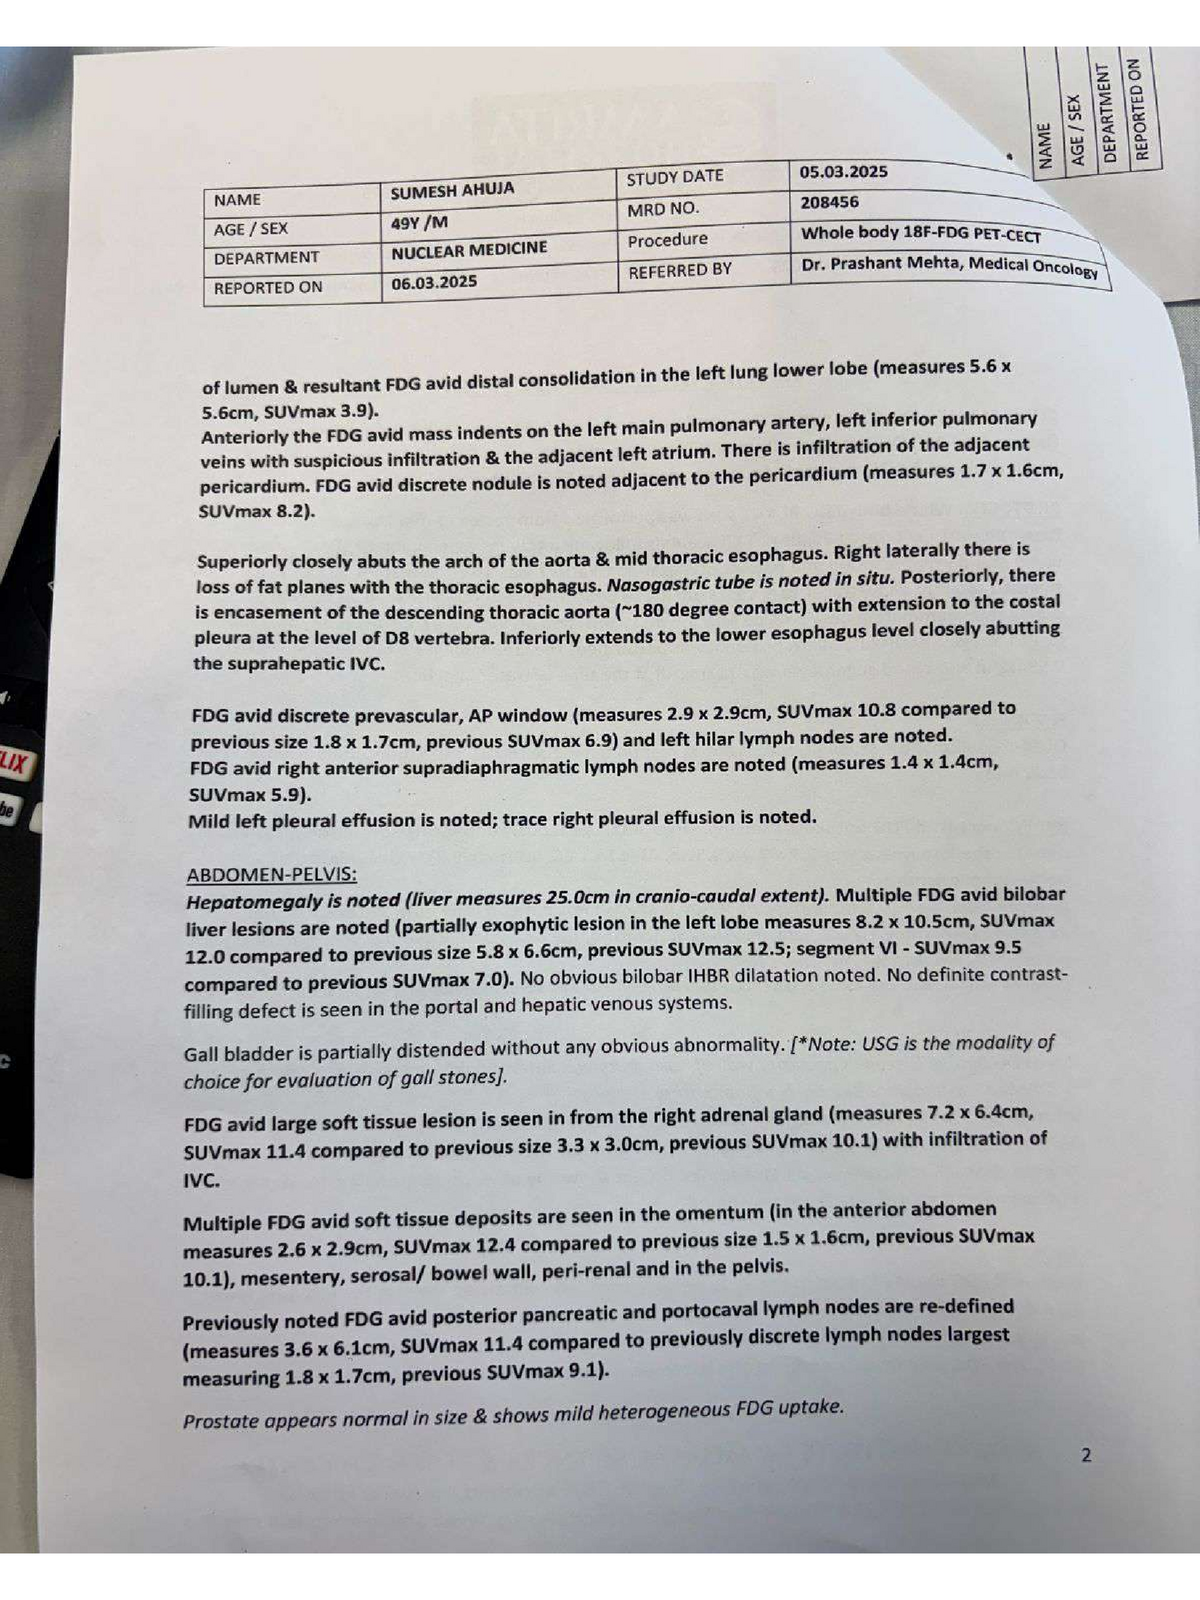 NAME
AGE / SEX
DEPARTMENT
REPORTED ON
NAME SUMESH AHUJA STUDY DATE 05.03.2025
AGE / SEX 49Y /M MRD NO. 208456
DEPARTMENT NUCLEAR MEDICINE Procedure Whole body 18F-FDG PET-CECT
REPORTED ON 06.03.2025 REFERRED BY Dr. Prashant Mehta, Medical Oncology
of lumen & resultant FDG avid distal consolidation in the left lung lower lobe (measures 5.6 x
5.6cm, SUVmax 3.9).
Anteriorly the FDG avid mass indents on the left main pulmonary artery, left inferior pulmonary
veins with suspicious infiltration & the adjacent left atrium. There is infiltration of the adjacent
pericardium. FDG avid discrete nodule is noted adjacent to the pericardium (measures 1.7 x 1.6cm,
SUVmax 8.2).
Superiorly closely abuts the arch of the aorta & mid thoracic esophagus. Right laterally there is
loss of fat planes with the thoracic esophagus. Nasogastric tube is noted in situ. Posteriorly, there
is encasement of the descending thoracic aorta (~180 degree contact) with extension to the costal
pleura at the level of D8 vertebra. Inferiorly extends to the lower esophagus level closely abutting
the suprahepatic IVC.
FDG avid discrete prevascular, AP window (measures 2.9 x 2.9cm, SUVmax 10.8 compared to
previous size 1.8 x 1.7cm, previous SUVmax 6.9) and left hilar lymph nodes are noted.
FDG avid right anterior supradiaphragmatic lymph nodes are noted (measures 1.4 x 1.4cm,
SUVmax 5.9).
Mild left pleural effusion is noted; trace right pleural effusion is noted.
ABDOMEN-PELVIS:
Hepatomegaly is noted (liver measures 25.0cm in cranio-caudal extent). Multiple FDG avid bilobar
liver lesions are noted (partially exophytic lesion in the left lobe measures 8.2 x 10.5cm, SUVmax
12.0 compared to previous size 5.8 x 6.6cm, previous SUVmax 12.5; segment VI - SUVmax 9.5
compared to previous SUVmax 7.0). No obvious bilobar IHBR dilatation noted. No definite contrast-
filling defect is seen in the portal and hepatic venous systems.
Gall bladder is partially distended without any obvious abnormality. [*Note: USG is the modality of
choice for evaluation of gall stones].
FDG avid large soft tissue lesion is seen in from the right adrenal gland (measures 7.2 x 6.4cm,
SUVmax 11.4 compared to previous size 3.3 x 3.0cm, previous SUVmax 10.1) with infiltration of
IVC.
Multiple FDG avid soft tissue deposits are seen in the omentum (in the anterior abdomen
measures 2.6 x 2.9cm, SUVmax 12.4 compared to previous size 1.5 x 1.6cm, previous SUVmax
10.1), mesentery, serosal/ bowel wall, peri-renal and in the pelvis.
Previously noted FDG avid posterior pancreatic and portocaval lymph nodes are re-defined
(measures 3.6 x 6.1cm, SUVmax 11.4 compared to previously discrete lymph nodes largest
measuring 1.8 x 1.7cm, previous SUVmax 9.1).
Prostate appears normal in size & shows mild heterogeneous FDG uptake.
2
LIX
be